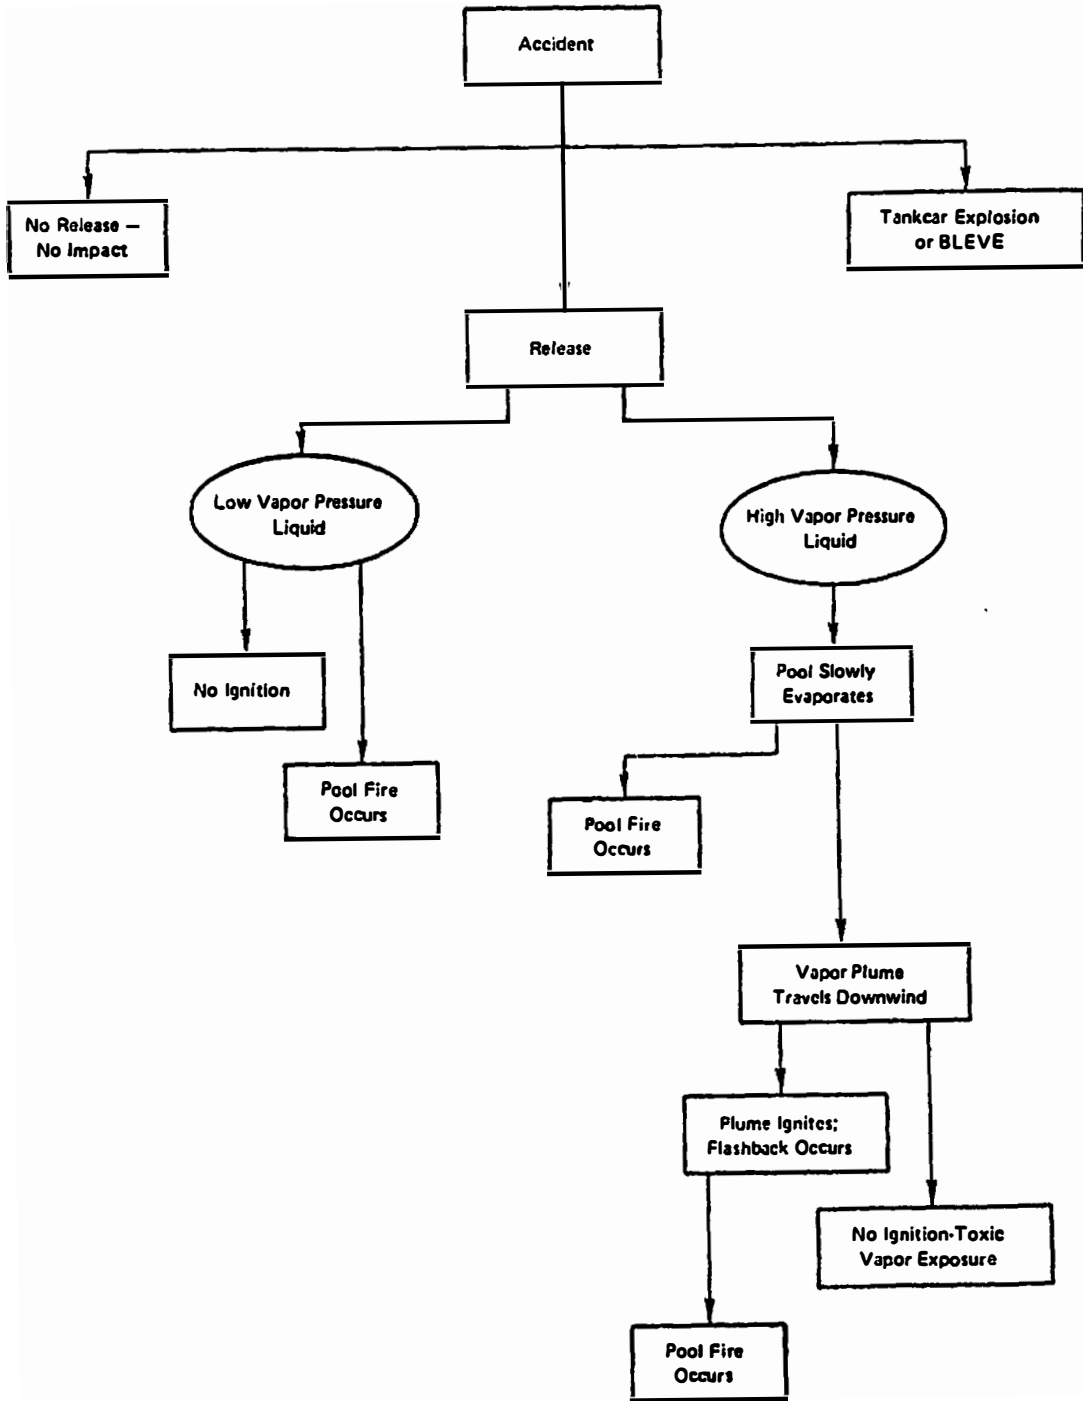 Accident
No Release —
No Impact
Tankcar Explosion
or BLEVE
Release
Low Vapor Pressure
Liquid
High Vapor Pressure
Liquid
No Ignition
Pool Fire
Occurs
Pool Slowly
Evaporates
Pool Fire
Occurs
Vapor Plume
Travels Downwind
Plume Ignites;
Flashback Occurs
No Ignition-Toxic
Vapor Exposure
Pool Fire
Occurs